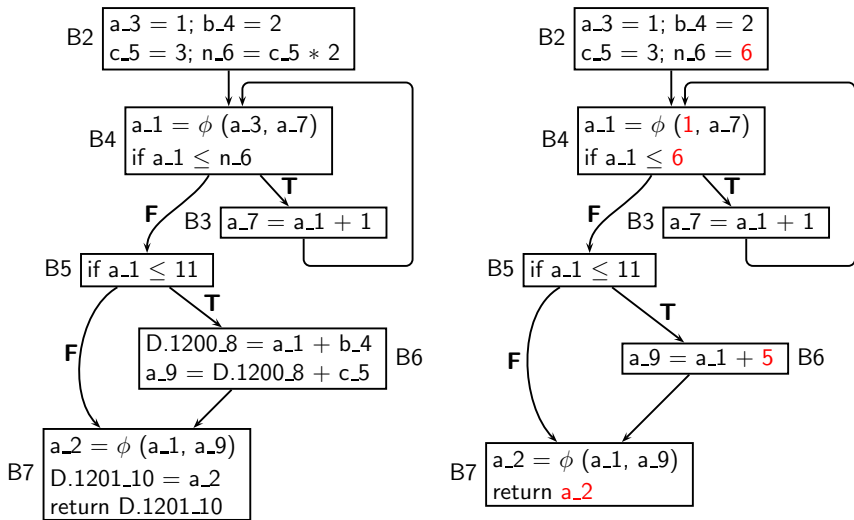 B2
a_3 = 1; b_4 = 2
c_5 = 3; n_6 = c_5 * 2
B4
a_1 = ϕ (a_3, a_7)
if a_1 ≤ n_6
F
T
B3
a_7 = a_1 + 1
B5
if a_1 ≤ 11
F
T
D.1200_8 = a_1 + b_4
a_9 = D.1200_8 + c_5
B6
B7
a_2 = ϕ (a_1, a_9)
D.1201_10 = a_2
return D.1201_10
B2
a_3 = 1; b_4 = 2
c_5 = 3; n_6 = 6
B4
a_1 = ϕ (1, a_7)
if a_1 ≤ 6
F
T
B3
a_7 = a_1 + 1
B5
if a_1 ≤ 11
F
T
a_9 = a_1 + 5
B6
B7
a_2 = ϕ (a_1, a_9)
return a_2